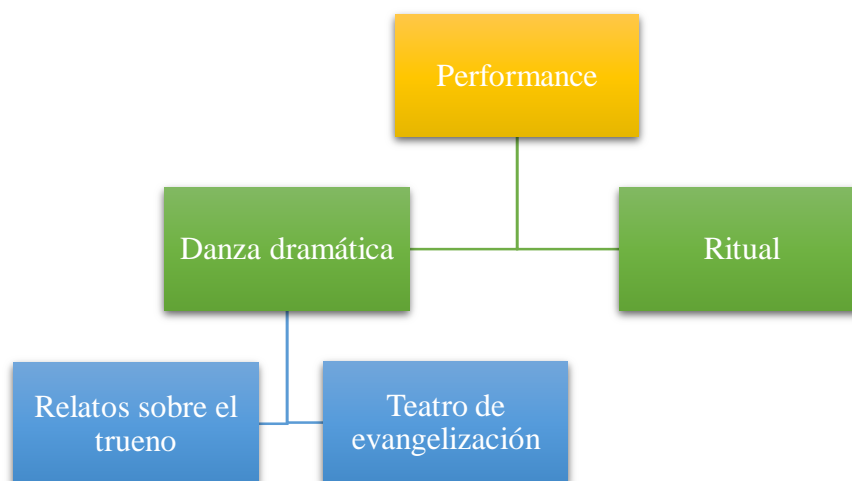 Performance
Danza dramática
Ritual
Relatos sobre el
trueno
Teatro de
evangelización